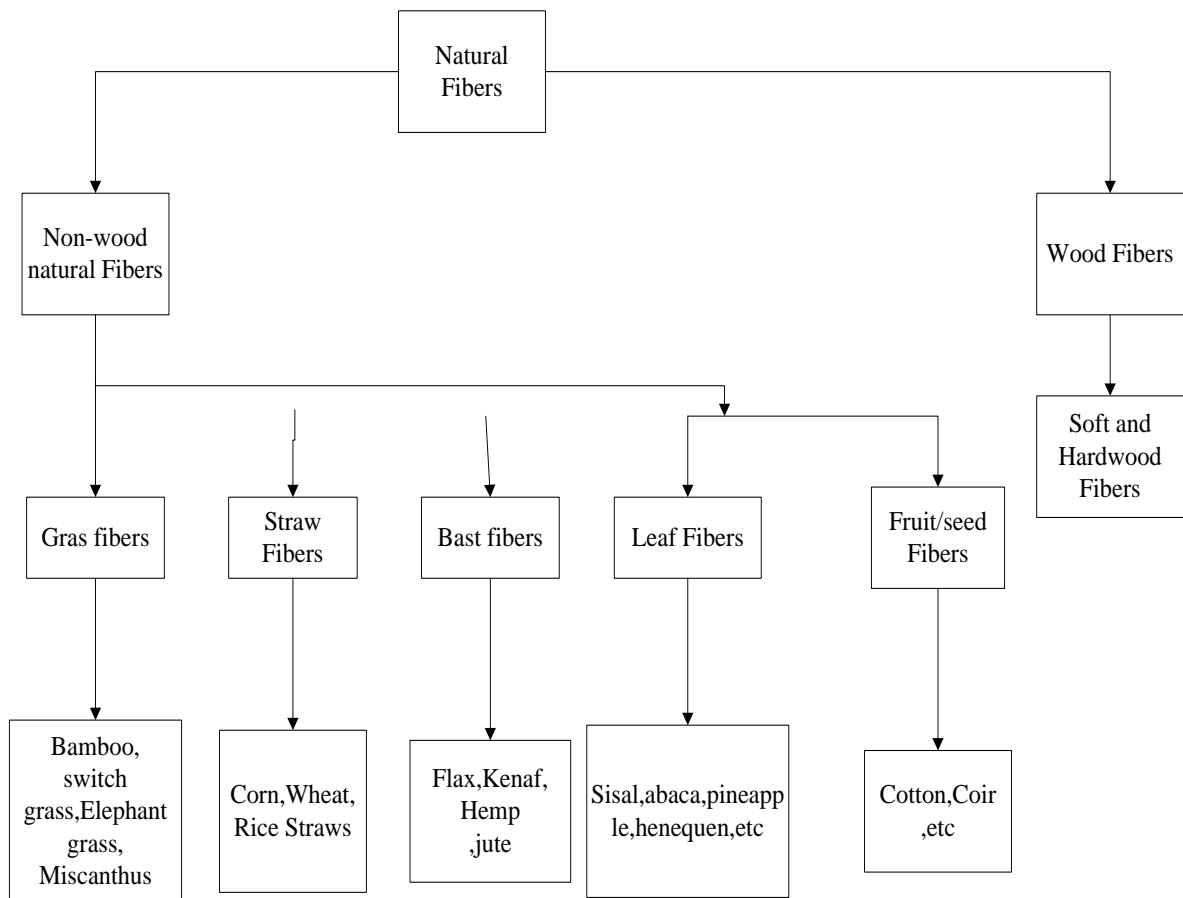 Natural
Fibers
Non-wood
natural Fibers
Wood Fibers
Soft and
Hardwood
Fibers
Gras fibers
Straw
Fibers
Bast fibers
Leaf Fibers
Fruit/seed
Fibers
Bamboo,
switch
grass,Elephant
grass,
Miscanthus
Corn,Wheat,
Rice Straws
Flax,Kenaf,
Hemp
,jute
Sisal,abaca,pineapp
le,henequen,etc
Cotton,Coir
,etc